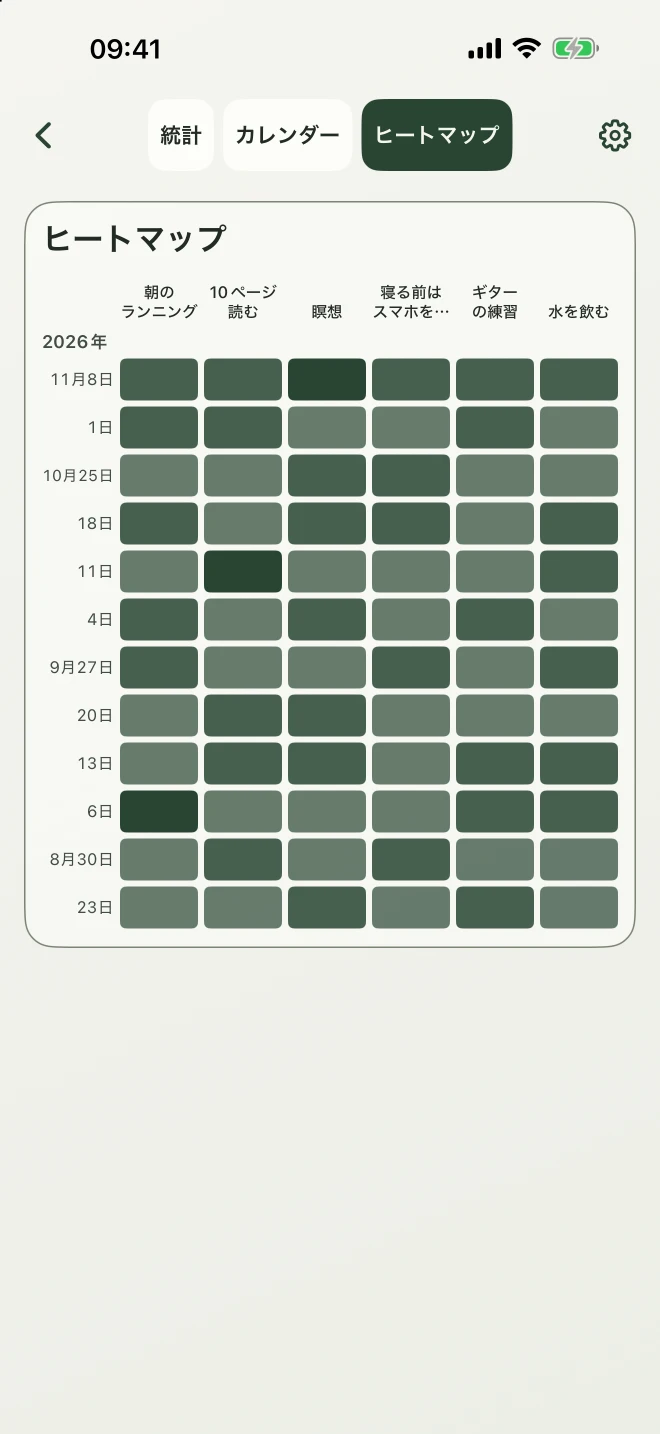 09:41
統計 カレンダー ヒートマップ
ヒートマップ
朝の
ランニング
10ページ
読む
瞑想
寝る前は
スマホを…
ギター
の練習
水を飲む
2026年
11月8日
1日
10月25日
18日
11日
4日
9月27日
20日
13日
6日
8月30日
23日